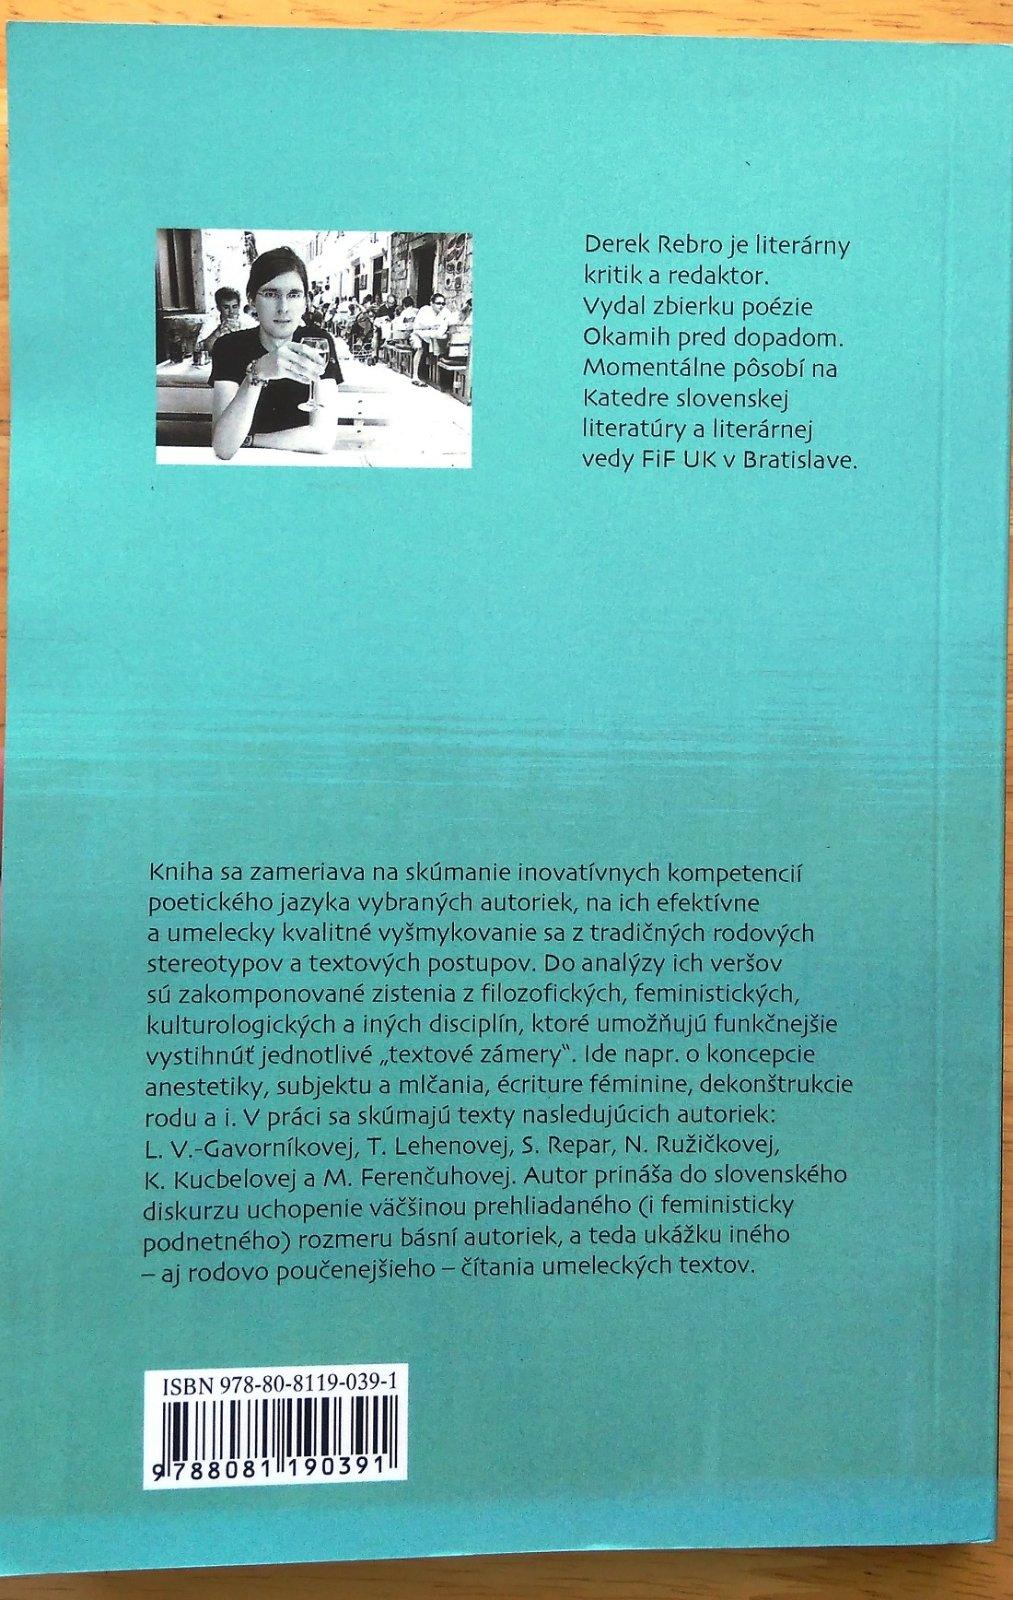 Derek Rebro je literárny
kritik a redaktor.
Vydal zbierku poézie
Okamih pred dopadom.
Momentálne pôsobí na
Katedre slovenskej
literatúry a literárnej
vedy FiF UK v Bratislave.
Kniha sa zameriava na skúmanie inovatívnych kompetencií
poetického jazyka vybraných autoriek, na ich efektívne
a umelecky kvalitné vyšmykovanie sa z tradičných rodových
stereotypov a textových postupov. Do analýzy ich veršov
sú zakomponované zistenia z filozofických, feministických,
kulturologických a iných disciplín, ktoré umožňujú funkčnejšie
vystihnúť jednotlivé „textové zámery“. Ide napr. o koncepcie
anestetiky, subjektu a mlčania, écriture féminine, dekonštrukcie
rodu a i. V práci sa skúmajú texty nasledujúcich autoriek:
L. V.-Gavorníkovej, T. Lehenovej, S. Repar, N. Ružičkovej,
K. Kucbelovej a M. Ferenčuhovej. Autor prináša do slovenského
diskurzu uchopenie väčšinou prehliadaného (i feministicky
podnetného) rozmeru básní autoriek, a teda ukážku iného
– aj rodovo poučenejšieho – čítania umeleckých textov.
ISBN 978-80-8119-039-1
9 788081 190391